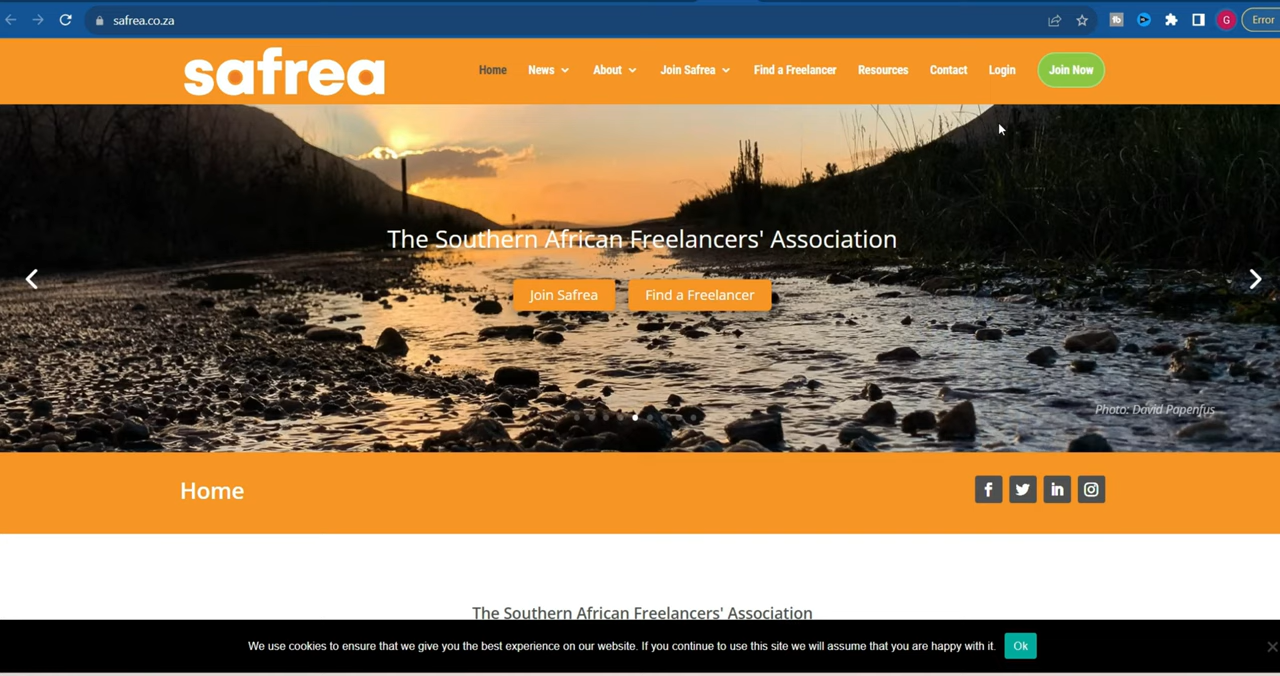 safrea.co.za
G
Error
safrea
Home
News
About
Join Safrea
Find a Freelancer
Resources
Contact
Login
Join Now
The Southern African Freelancers' Association
Join Safrea
Find a Freelancer
Photo: David Papenfus
Home
The Southern African Freelancers' Association
We use cookies to ensure that we give you the best experience on our website. If you continue to use this site we will assume that you are happy with it.
Ok